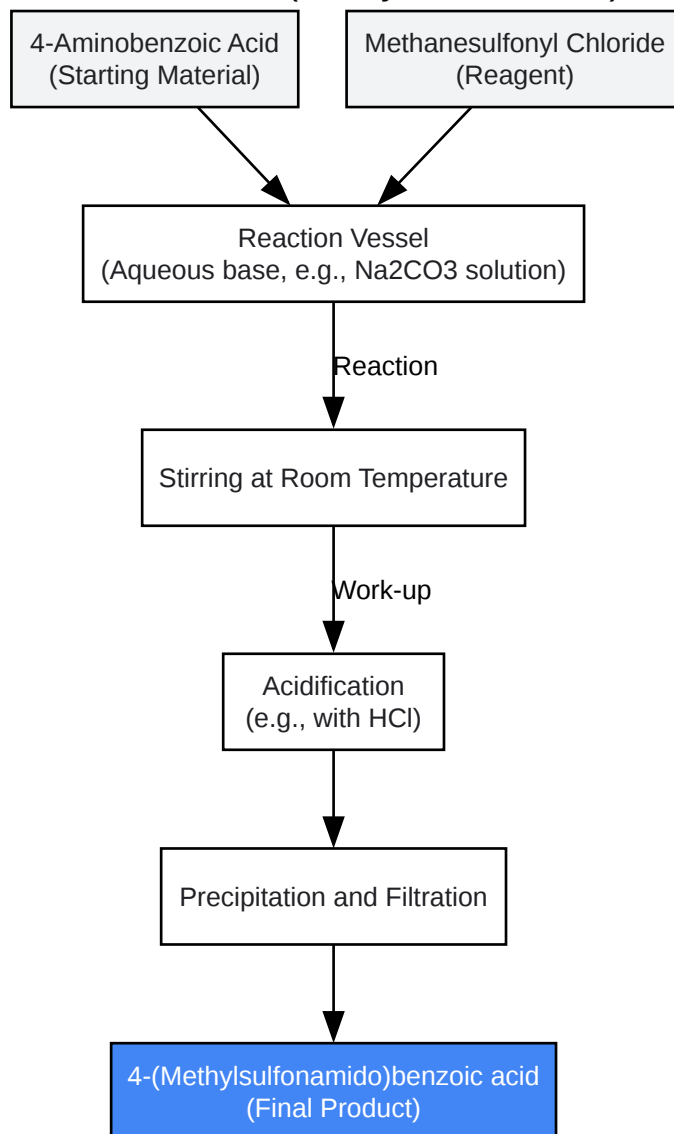 4-Aminobenzoic Acid
(Starting Material)
Methanesulfonyl Chloride
(Reagent)
Reaction Vessel
(Aqueous base, e.g., Na2CO3 solution)
Reaction
Stirring at Room Temperature
Work-up
Acidification
(e.g., with HCl)
Precipitation and Filtration
4-(Methylsulfonamido)benzoic acid
(Final Product)